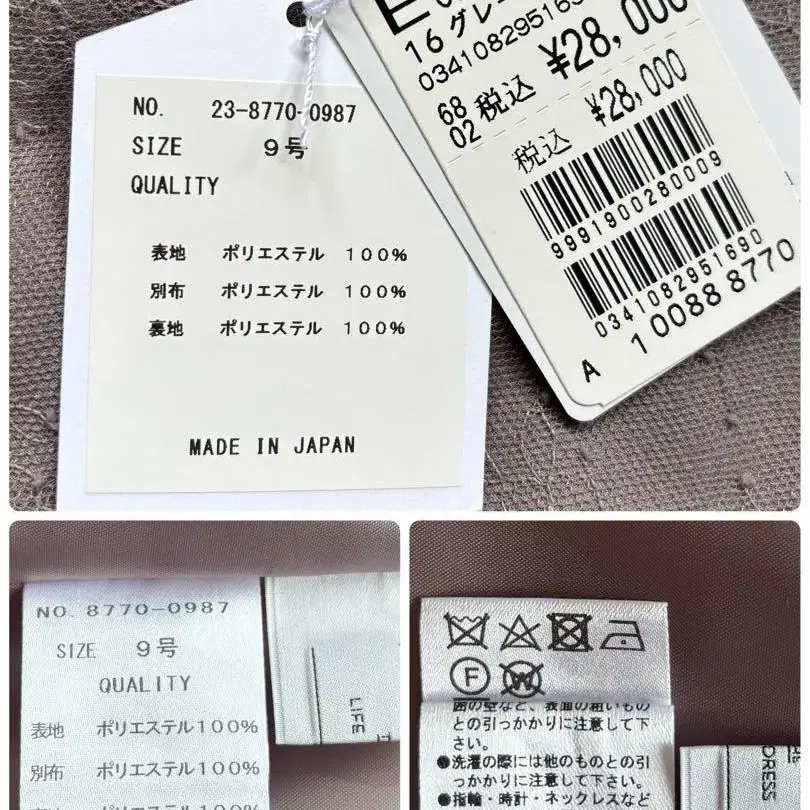 NO. 23-8770-0987
SIZE 9号
QUALITY
表地 ポリエステル 100%
別布 ポリエステル 100%
裏地 ポリエステル 100%
MADE IN JAPAN
16 グレー
¥28,000
68
02 税込 ¥28,000
税込
9991900280009
0341082951690
A 10088 8770
NO. 8770-0987
SIZE 9号
QUALITY
表地 ポリエステル100%
別布 ポリエステル100%
LIFE
F
W
との引っかかりに注意して下
さい。
●洗濯の際には他のものとの引
っかかりに注意して下さい。
●指輪・時計・ネックレスなど
DRESS